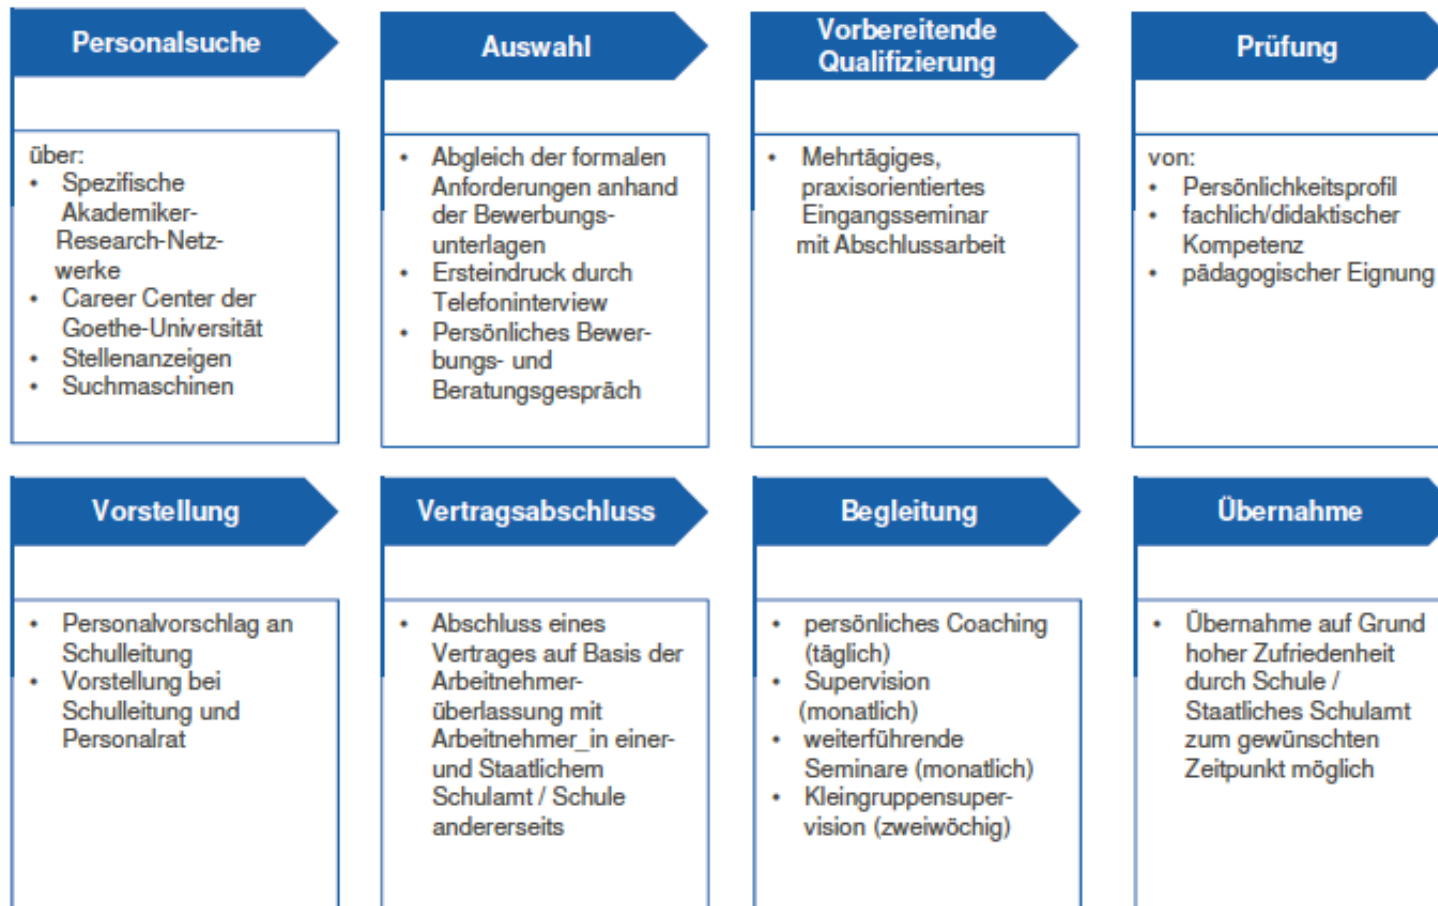 Personalsuche
über:
• Spezifische
Akademiker-
Research-Netz-
werke
• Career Center der
Goethe-Universität
• Stellenanzeigen
• Suchmaschinen
Auswahl
• Abgleich der formalen
Anforderungen anhand
der Bewerbungs-
unterlagen
• Ersteindruck durch
Telefoninterview
• Persönliches Bewer-
bungs- und
Beratungsgespräch
Vorbereitende
Qualifizierung
• Mehrtägiges,
praxisorientiertes
Eingangsseminar
mit Abschlussarbeit
Prüfung
von:
• Persönlichkeitsprofil
• fachlich/didaktischer
Kompetenz
• pädagogischer Eignung
Vorstellung
• Personalvorschlag an
Schulleitung
• Vorstellung bei
Schulleitung und
Personalrat
Vertragsabschluss
• Abschluss eines
Vertrages auf Basis der
Arbeitnehmer-
überlassung mit
Arbeitnehmer_in einer-
und Staatlichem
Schulamt / Schule
andererseits
Begleitung
• persönliches Coaching
(täglich)
• Supervision
(monatlich)
• weiterführende
Seminare (monatlich)
• Kleingruppensuper-
vision (zweiwöchig)
Übernahme
• Übernahme auf Grund
hoher Zufriedenheit
durch Schule /
Staatliches Schulamt
zum gewünschten
Zeitpunkt möglich